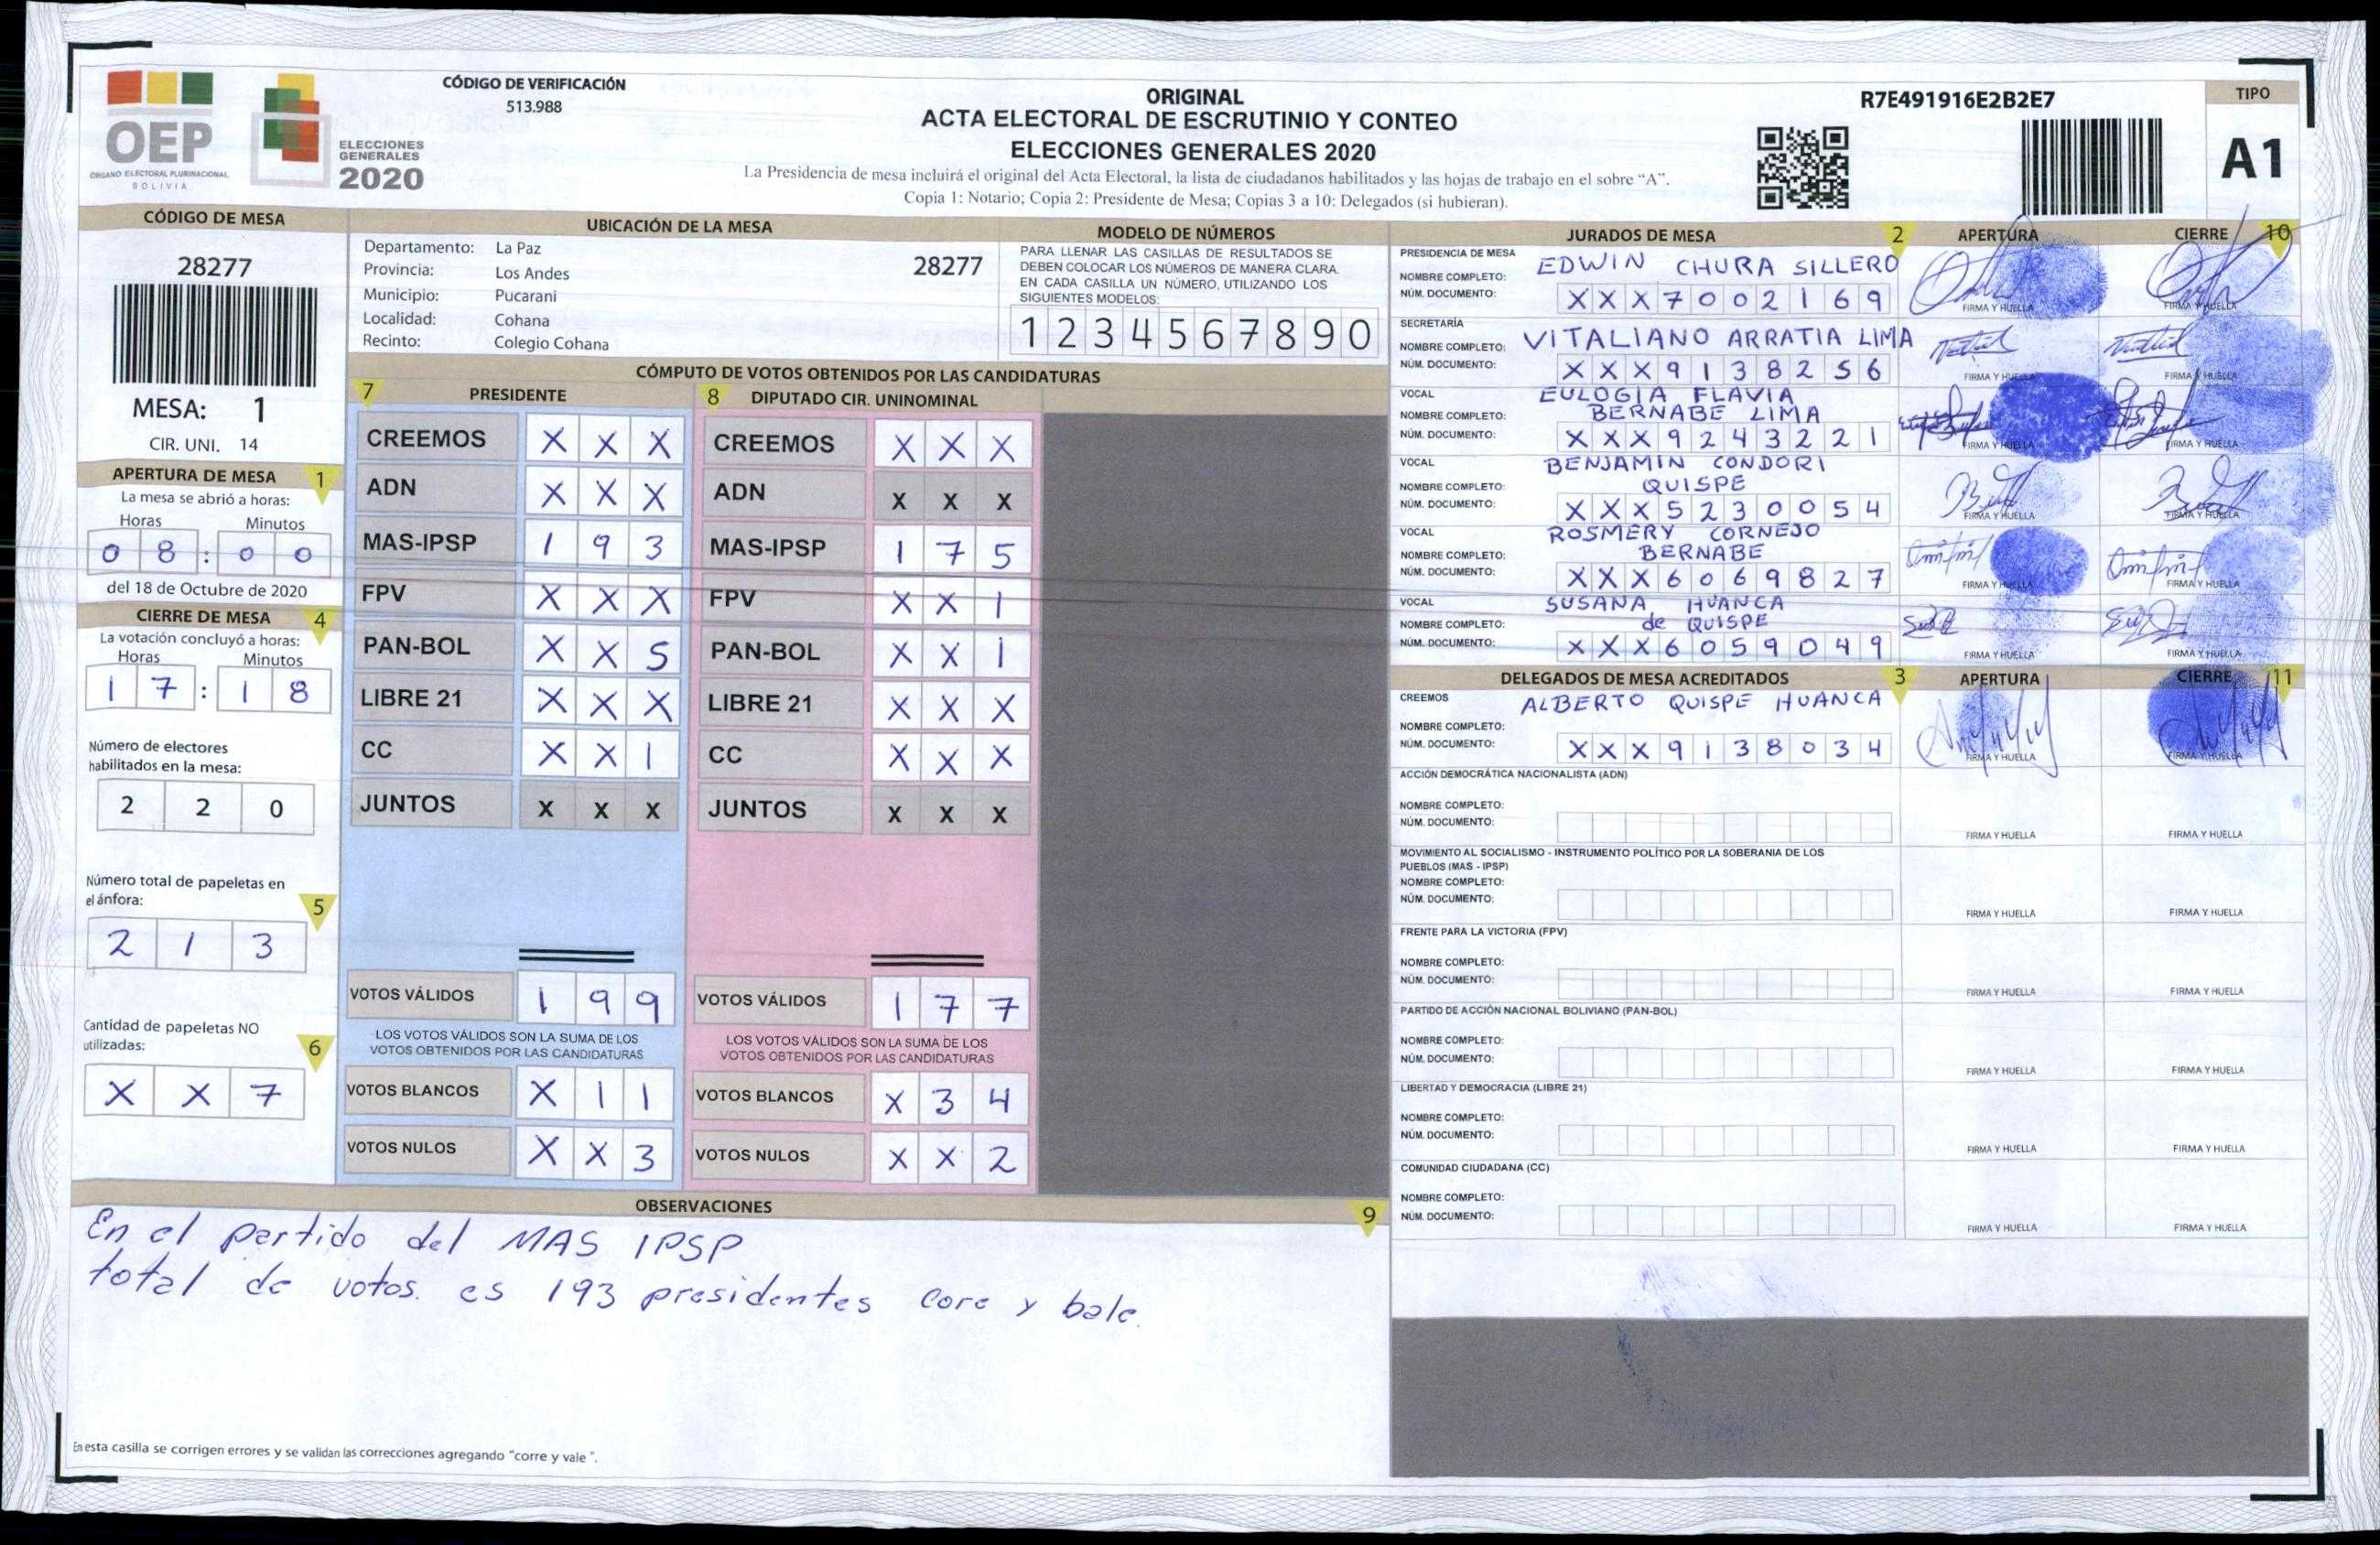 OEP
ÓRGANO ELECTORAL PLURINACIONAL
BOLIVIA
ELECCIONES
GENERALES
2020
CÓDIGO DE VERIFICACIÓN
513.988
ORIGINAL
ACTA ELECTORAL DE ESCRUTINIO Y CONTEO
ELECCIONES GENERALES 2020
La Presidencia de mesa incluirá el original del Acta Electoral, la lista de ciudadanos habilitados y las hojas de trabajo en el sobre “A”.
Copia 1: Notario; Copia 2: Presidente de Mesa; Copias 3 a 10: Delegados (si hubieran).
R7E491916E2B2E7
TIPO
A1
CÓDIGO DE MESA
28277
MESA: 1
CIR. UNI. 14
APERTURA DE MESA 1
La mesa se abrió a horas:
Horas Minutos
0 8 : 0 0
del 18 de Octubre de 2020
CIERRE DE MESA 4
La votación concluyó a horas:
Horas Minutos
1 7 : 1 8
Número de electores
habilitados en la mesa:
2 2 0
Número total de papeletas en
el ánfora: 5
2 1 3
Cantidad de papeletas NO
utilizadas: 6
X X 7
UBICACIÓN DE LA MESA
Departamento: La Paz
Provincia: Los Andes
Municipio: Pucarani
Localidad: Cohana
Recinto: Colegio Cohana
28277
MODELO DE NÚMEROS
PARA LLENAR LAS CASILLAS DE RESULTADOS SE
DEBEN COLOCAR LOS NÚMEROS DE MANERA CLARA.
EN CADA CASILLA UN NÚMERO, UTILIZANDO LOS
SIGUIENTES MODELOS:
1 2 3 4 5 6 7 8 9 0
CÓMPUTO DE VOTOS OBTENIDOS POR LAS CANDIDATURAS
7 PRESIDENTE
CREEMOS X X X
ADN X X X
MAS-IPSP 1 9 3
FPV X X X
PAN-BOL X X 5
LIBRE 21 X X X
CC X X 1
JUNTOS X X X
VOTOS VÁLIDOS 1 9 9
LOS VOTOS VÁLIDOS SON LA SUMA DE LOS
VOTOS OBTENIDOS POR LAS CANDIDATURAS
VOTOS BLANCOS X 1 1
VOTOS NULOS X X 3
8 DIPUTADO CIR. UNINOMINAL
CREEMOS X X X
ADN X X X
MAS-IPSP 1 7 5
FPV X X 1
PAN-BOL X X 1
LIBRE 21 X X X
CC X X X
JUNTOS X X X
VOTOS VÁLIDOS 1 7 7
LOS VOTOS VÁLIDOS SON LA SUMA DE LOS
VOTOS OBTENIDOS POR LAS CANDIDATURAS
VOTOS BLANCOS X 3 4
VOTOS NULOS X X 2
OBSERVACIONES 9
En el partido del MAS IPSP
total de votos. es 193 presidentes core y bale.
En esta casilla se corrigen errores y se validan las correcciones agregando "corre y vale ".
JURADOS DE MESA 2 APERTURA CIERRE 10
PRESIDENCIA DE MESA
NOMBRE COMPLETO: EDWIN CHURA SILLERO
NÚM. DOCUMENTO: X X X 7 0 0 2 1 6 9
FIRMA Y HUELLA FIRMA Y HUELLA
SECRETARÍA
NOMBRE COMPLETO: VITALIANO ARRATIA LIMA
NÚM. DOCUMENTO: X X X 9 1 3 8 2 5 6
FIRMA Y HUELLA FIRMA Y HUELLA
VOCAL EULOGIA FLAVIA
NOMBRE COMPLETO: BERNABE LIMA
NÚM. DOCUMENTO: X X X 9 2 4 3 2 2 1
FIRMA Y HUELLA FIRMA Y HUELLA
VOCAL BENJAMIN CONDORI
NOMBRE COMPLETO: QUISPE
NÚM. DOCUMENTO: X X X 5 2 3 0 0 5 4
FIRMA Y HUELLA FIRMA Y HUELLA
VOCAL ROSMERY CORNEJO
NOMBRE COMPLETO: BERNABE
NÚM. DOCUMENTO: X X X 6 0 6 9 8 2 7
FIRMA Y HUELLA FIRMA Y HUELLA
VOCAL SUSANA HUANCA
NOMBRE COMPLETO: de QUISPE
NÚM. DOCUMENTO: X X X 6 0 5 9 0 4 9
FIRMA Y HUELLA FIRMA Y HUELLA
DELEGADOS DE MESA ACREDITADOS 3 APERTURA CIERRE 11
CREEMOS ALBERTO QUISPE HUANCA
NOMBRE COMPLETO:
NÚM. DOCUMENTO: X X X 9 1 3 8 0 3 4
FIRMA Y HUELLA FIRMA Y HUELLA
ACCIÓN DEMOCRÁTICA NACIONALISTA (ADN)
NOMBRE COMPLETO:
NÚM. DOCUMENTO:
FIRMA Y HUELLA FIRMA Y HUELLA
MOVIMIENTO AL SOCIALISMO - INSTRUMENTO POLÍTICO POR LA SOBERANIA DE LOS
PUEBLOS (MAS - IPSP)
NOMBRE COMPLETO:
NÚM. DOCUMENTO:
FIRMA Y HUELLA FIRMA Y HUELLA
FRENTE PARA LA VICTORIA (FPV)
NOMBRE COMPLETO:
NÚM. DOCUMENTO:
FIRMA Y HUELLA FIRMA Y HUELLA
PARTIDO DE ACCIÓN NACIONAL BOLIVIANO (PAN-BOL)
NOMBRE COMPLETO:
NÚM. DOCUMENTO:
FIRMA Y HUELLA FIRMA Y HUELLA
LIBERTAD Y DEMOCRACIA (LIBRE 21)
NOMBRE COMPLETO:
NÚM. DOCUMENTO:
FIRMA Y HUELLA FIRMA Y HUELLA
COMUNIDAD CIUDADANA (CC)
NOMBRE COMPLETO:
NÚM. DOCUMENTO:
FIRMA Y HUELLA FIRMA Y HUELLA